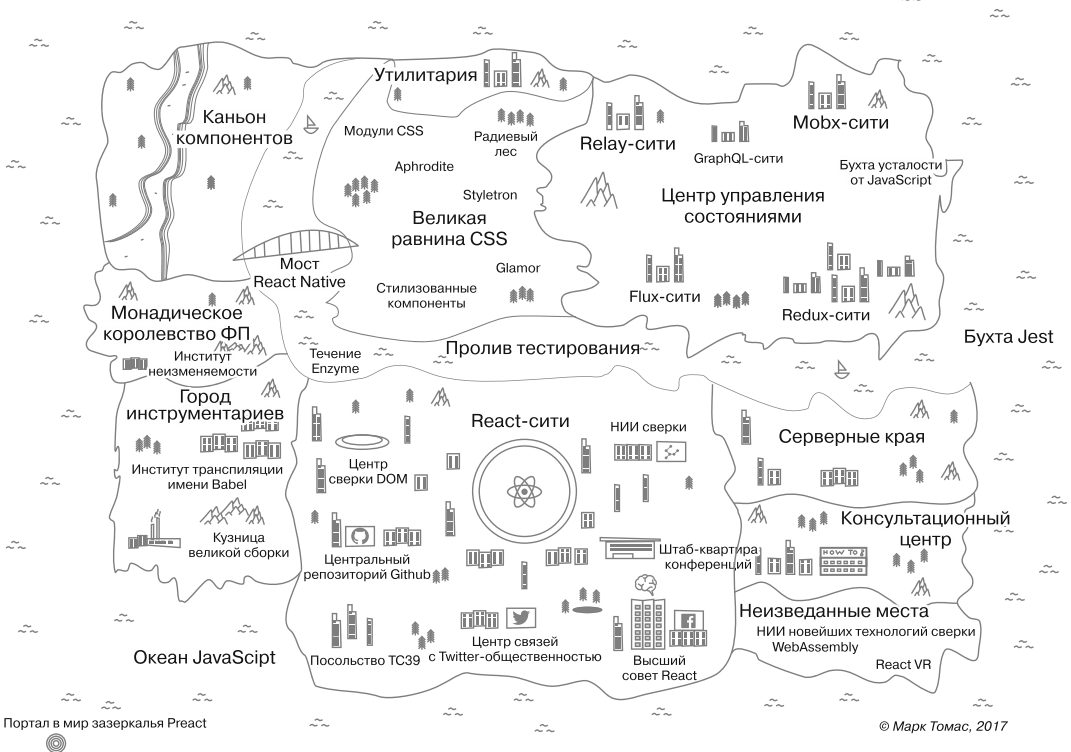 Утилитария
Каньон
компонентов
Модули CSS
Радиевый
лес
Aphrodite
Styletron
Великая
равнина CSS
Glamor
Стилизованные
компоненты
Relay-сити
GraphQL-сити
Mobx-сити
Бухта усталости
от JavaScript
Центр управления
состояниями
Flux-сити
Redux-сити
Бухта Jest
Мост
React Native
Монадическое
королевство ФП
Институт
неизменяемости
Течение
Enzyme
Пролив тестирования
Город
инструментариев
Институт транспиляции
имени Babel
Кузница
великой сборки
React-сити
НИИ сверки
Центр
сверки DOM
Центральный
репозиторий Github
Штаб-квартира
конференций
Посольство TC39
Центр связей
с Twitter-общественностью
Высший
совет React
Серверные края
Консультационный
центр
HOW TO ?
Неизведанные места
НИИ новейших технологий сверки
WebAssembly
React VR
Океан JavaScipt
Портал в мир зазеркалья Preact
© Марк Томас, 2017